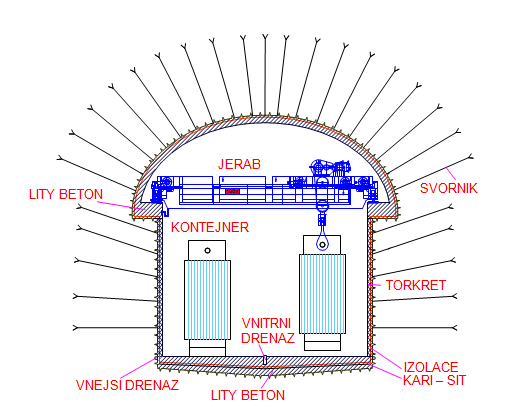 JERAB
SVORNIK
LITY BETON
KONTEJNER
TORKRET
VNITRNI
DRENAZ
IZOLACE
KARI – SIT
VNEJSI DRENAZ
LITY BETON